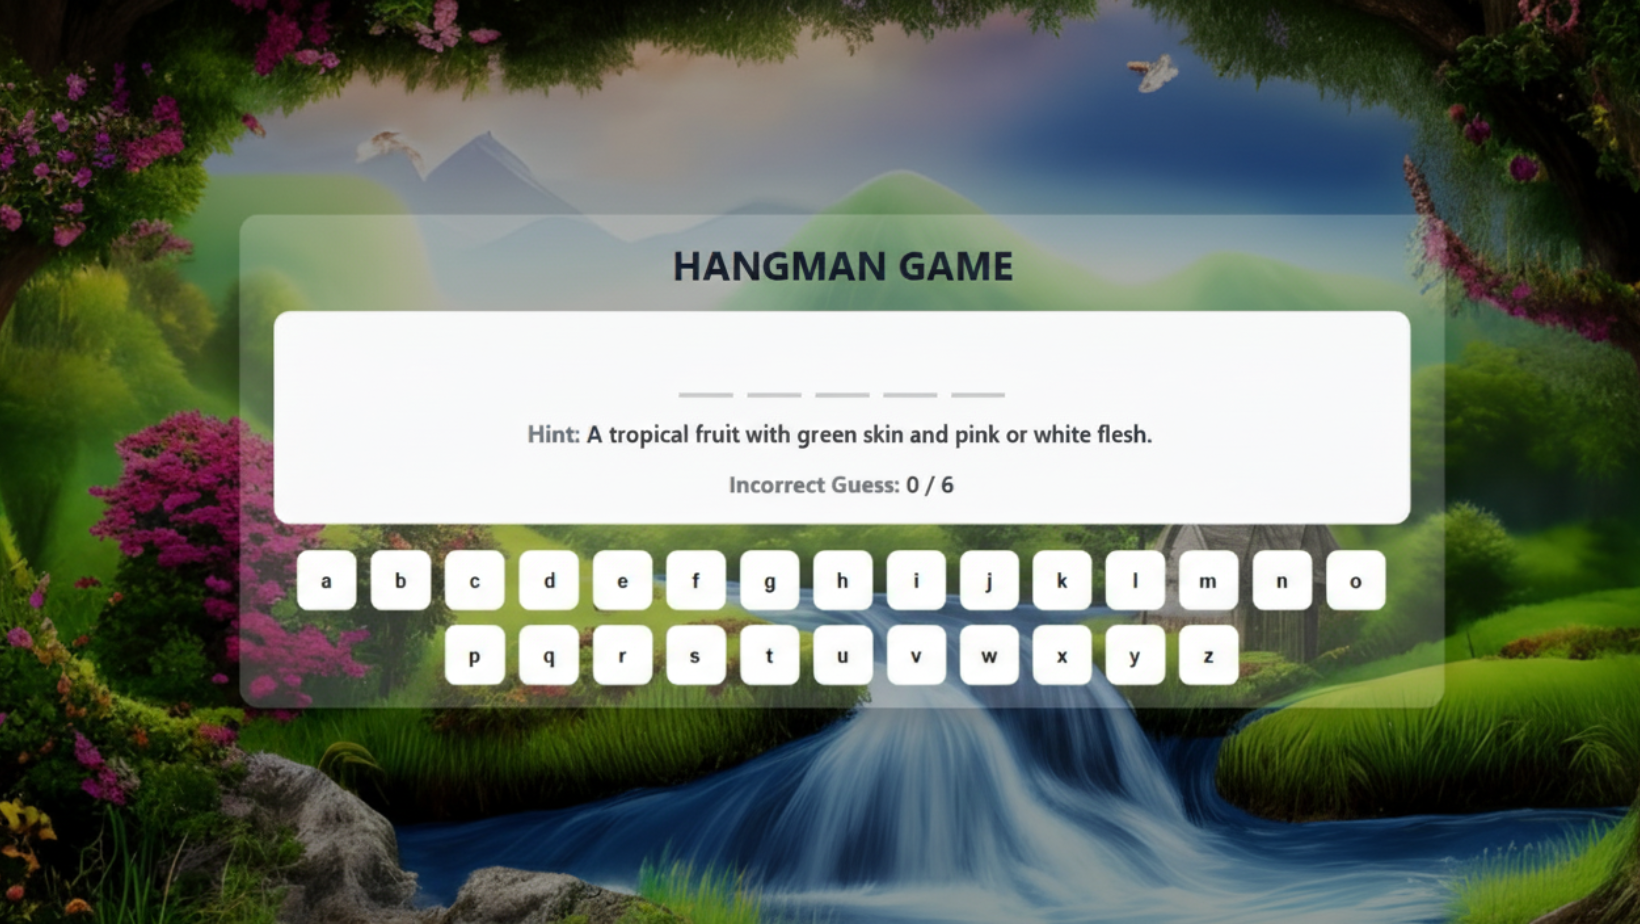 HANGMAN GAME
Hint: A tropical fruit with green skin and pink or white flesh.
Incorrect Guess: 0 / 6
a b c d e f g h i j k l m n o
p q r s t u v w x y z